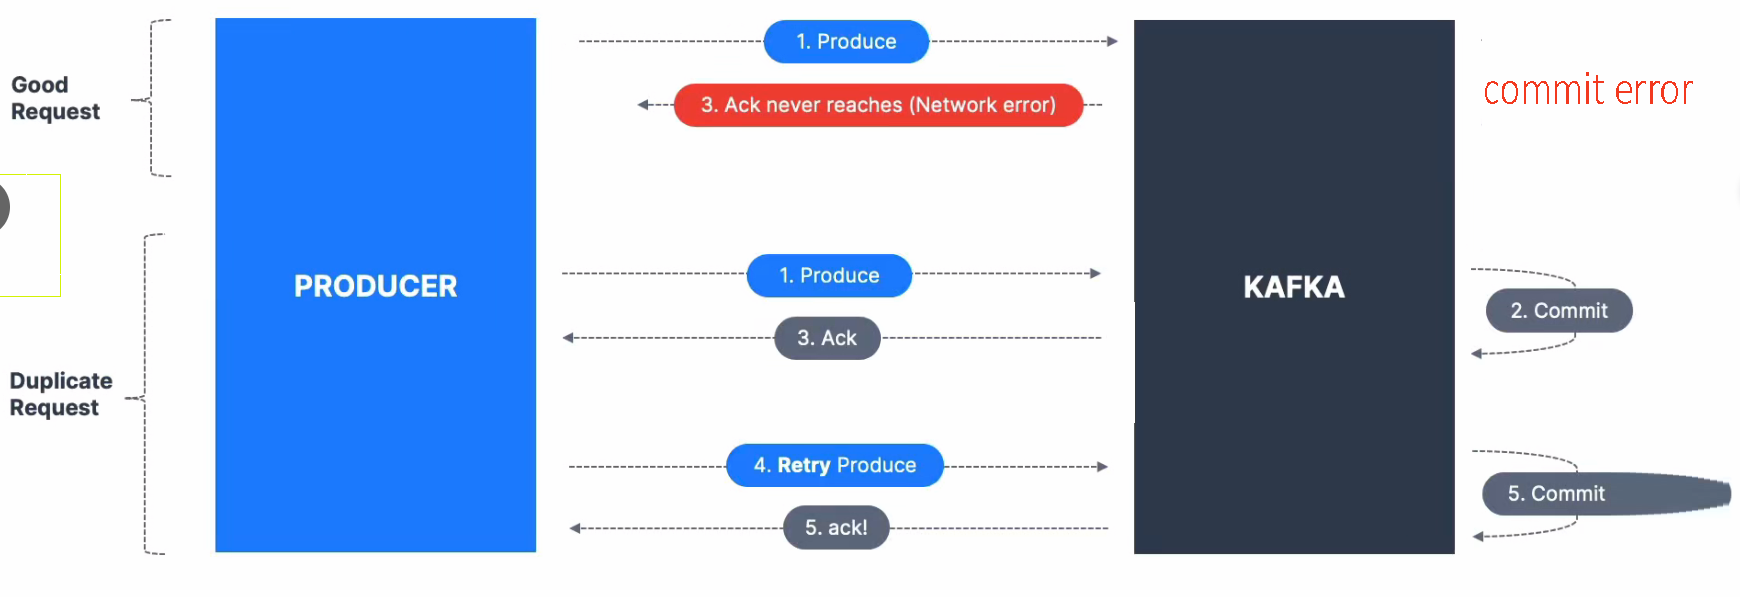 1. Produce
Good
Request
3. Ack never reaches (Network error)
commit error
PRODUCER
KAFKA
1. Produce
2. Commit
3. Ack
Duplicate
Request
4. Retry Produce
5. Commit
5. ack!